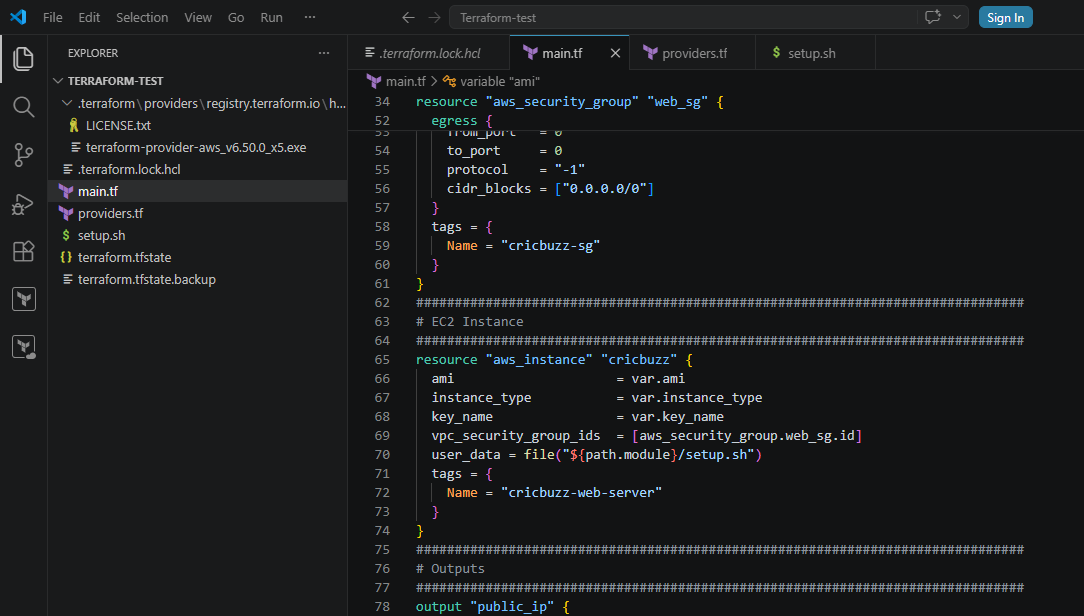 File Edit Selection View Go Run ··· Terraform-test Sign In
EXPLORER ···
TERRAFORM-TEST
.terraform\providers\registry.terraform.io\h...
LICENSE.txt
terraform-provider-aws_v6.50.0_x5.exe
.terraform.lock.hcl
main.tf
providers.tf
$ setup.sh
{} terraform.tfstate
terraform.tfstate.backup
.terraform.lock.hcl main.tf × providers.tf $ setup.sh
main.tf > variable "ami"
34 resource "aws_security_group" "web_sg" {
52 egress {
53 from_port = 0
54 to_port = 0
55 protocol = "-1"
56 cidr_blocks = ["0.0.0.0/0"]
57 }
58 tags = {
59 Name = "cricbuzz-sg"
60 }
61 }
62 ###############################################################################
63 # EC2 Instance
64 ###############################################################################
65 resource "aws_instance" "cricbuzz" {
66 ami = var.ami
67 instance_type = var.instance_type
68 key_name = var.key_name
69 vpc_security_group_ids = [aws_security_group.web_sg.id]
70 user_data = file("${path.module}/setup.sh")
71 tags = {
72 Name = "cricbuzz-web-server"
73 }
74 }
75 ###############################################################################
76 # Outputs
77 ###############################################################################
78 output "public_ip" {